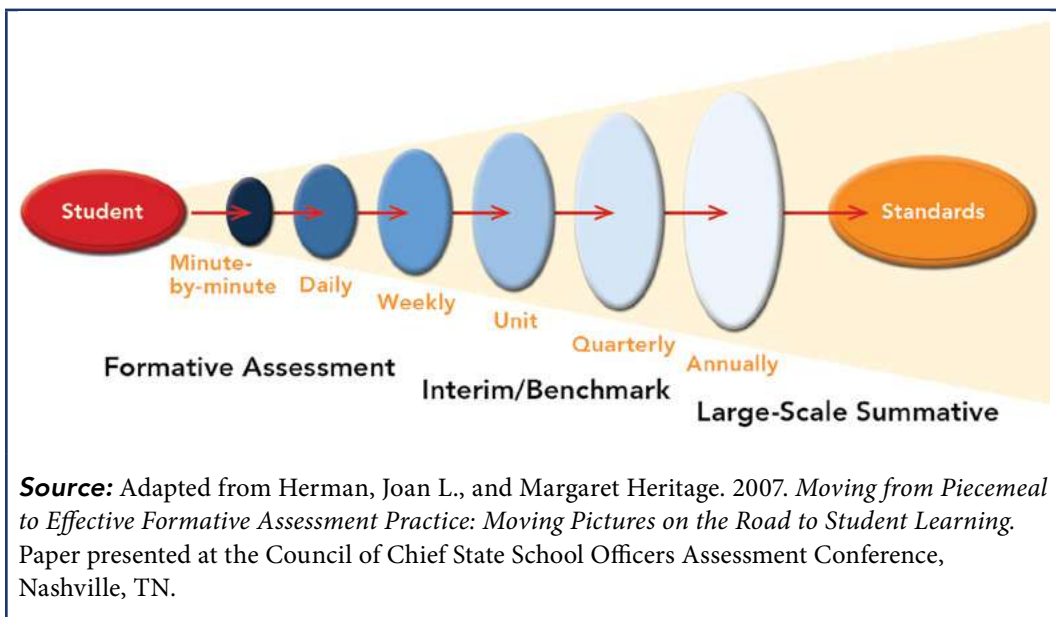 Student
Standards
Minute-
by-minute
Daily
Weekly
Unit
Quarterly
Annually
Formative Assessment
Interim/Benchmark
Large-Scale Summative
Source: Adapted from Herman, Joan L., and Margaret Heritage. 2007. Moving from Piecemeal
to Effective Formative Assessment Practice: Moving Pictures on the Road to Student Learning.
Paper presented at the Council of Chief State School Officers Assessment Conference,
Nashville, TN.